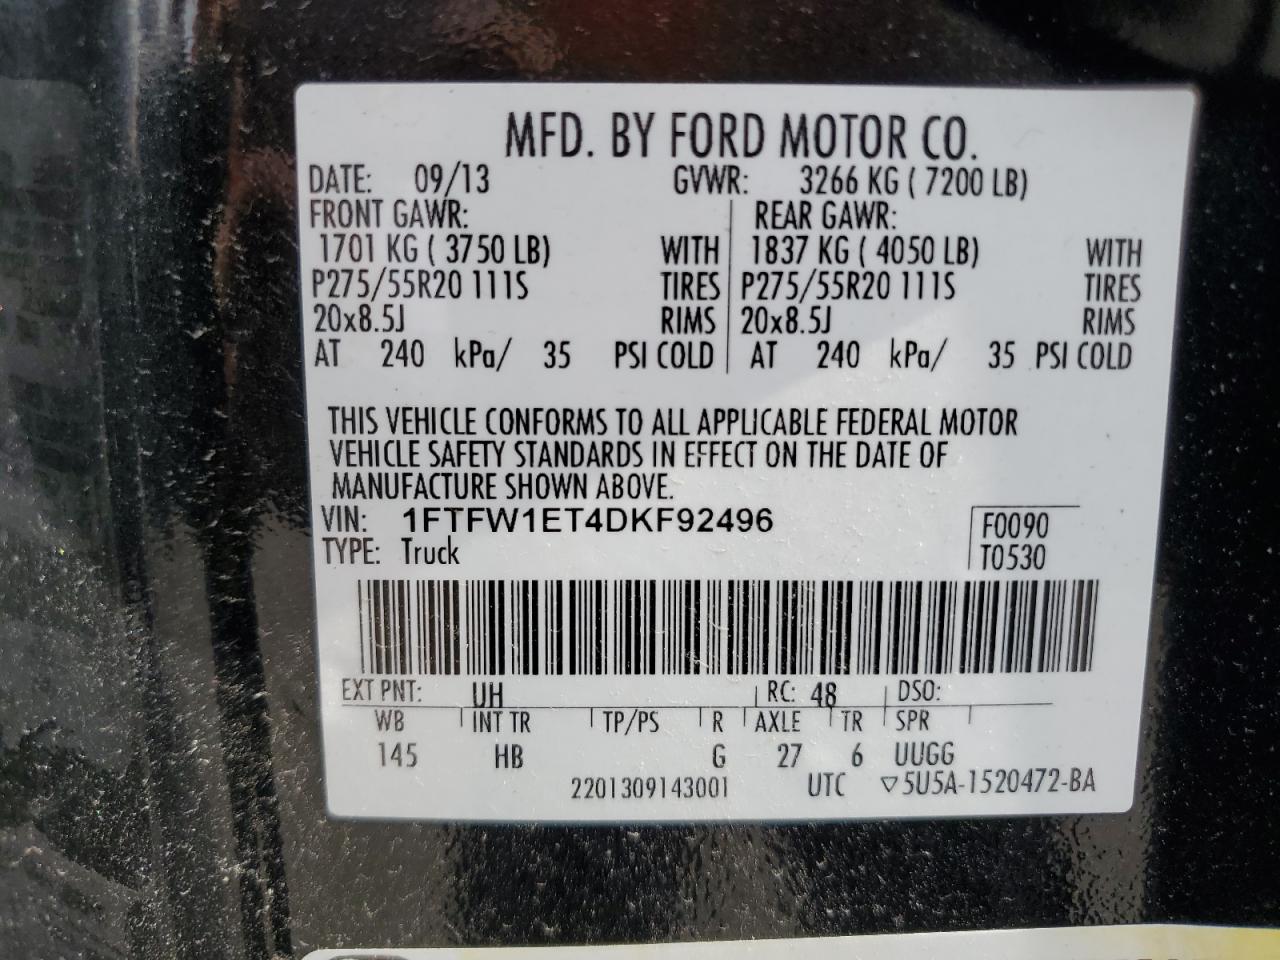 MFD. BY FORD MOTOR CO.
DATE: 09/13 GVWR: 3266 KG ( 7200 LB)
FRONT GAWR: REAR GAWR:
1701 KG ( 3750 LB) WITH 1837 KG ( 4050 LB) WITH
P275/55R20 111S TIRES P275/55R20 111S TIRES
20x8.5J RIMS 20x8.5J RIMS
AT 240 kPa/ 35 PSI COLD AT 240 kPa/ 35 PSI COLD
THIS VEHICLE CONFORMS TO ALL APPLICABLE FEDERAL MOTOR
VEHICLE SAFETY STANDARDS IN EFFECT ON THE DATE OF
MANUFACTURE SHOWN ABOVE.
VIN: 1FTFW1ET4DKF92496 F0090
TYPE: Truck T0530
EXT PNT: UH RC: 48 DSO:
WB INT TR TP/PS R AXLE TR SPR
145 HB G 27 6 UUGG
2201309143001 UTC ▽5U5A-1520472-BA